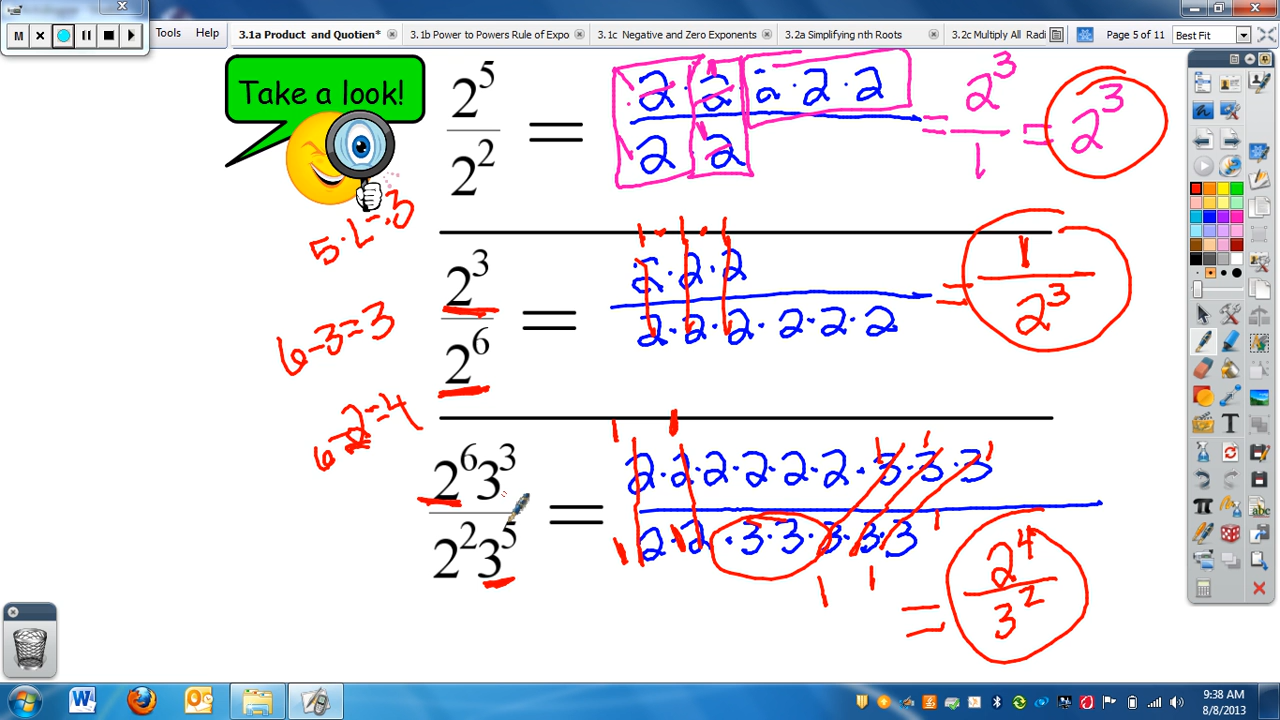 M
Tools Help
3.1a Product and Quotien* 3.1b Power to Powers Rule of Expo 3.1c Negative and Zero Exponents 3.2a Simplifying nth Roots 3.2c Multiply All Radi
Page 5 of 11 Best Fit
Take a look!
2^5/2^2 = 2·2·2·2·2/2·2 = 2^3/1 = 2^3
5-2=3
2^3/2^6 = 2·2·2/2·2·2·2·2·2 = 1/2^3
6-3=3
6-2=4
2^6 3^3/2^2 3^5 = 2·2·2·2·2·2·3·3·3/2·2·3·3·3·3·3
= 2^4/3^2
9:38 AM
8/8/2013